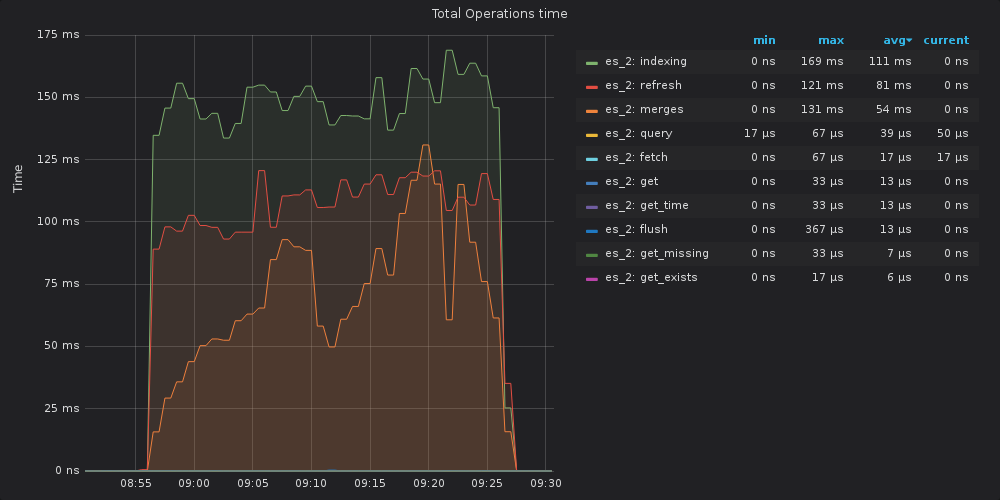 Total Operations time
175 ms
150 ms
125 ms
100 ms
75 ms
50 ms
25 ms
0 ns
Time
08:55 09:00 09:05 09:10 09:15 09:20 09:25 09:30
min max avg current
es_2: indexing 0 ns 169 ms 111 ms 0 ns
es_2: refresh 0 ns 121 ms 81 ms 0 ns
es_2: merges 0 ns 131 ms 54 ms 0 ns
es_2: query 17 µs 67 µs 39 µs 50 µs
es_2: fetch 0 ns 67 µs 17 µs 17 µs
es_2: get 0 ns 33 µs 13 µs 0 ns
es_2: get_time 0 ns 33 µs 13 µs 0 ns
es_2: flush 0 ns 367 µs 13 µs 0 ns
es_2: get_missing 0 ns 33 µs 7 µs 0 ns
es_2: get_exists 0 ns 17 µs 6 µs 0 ns